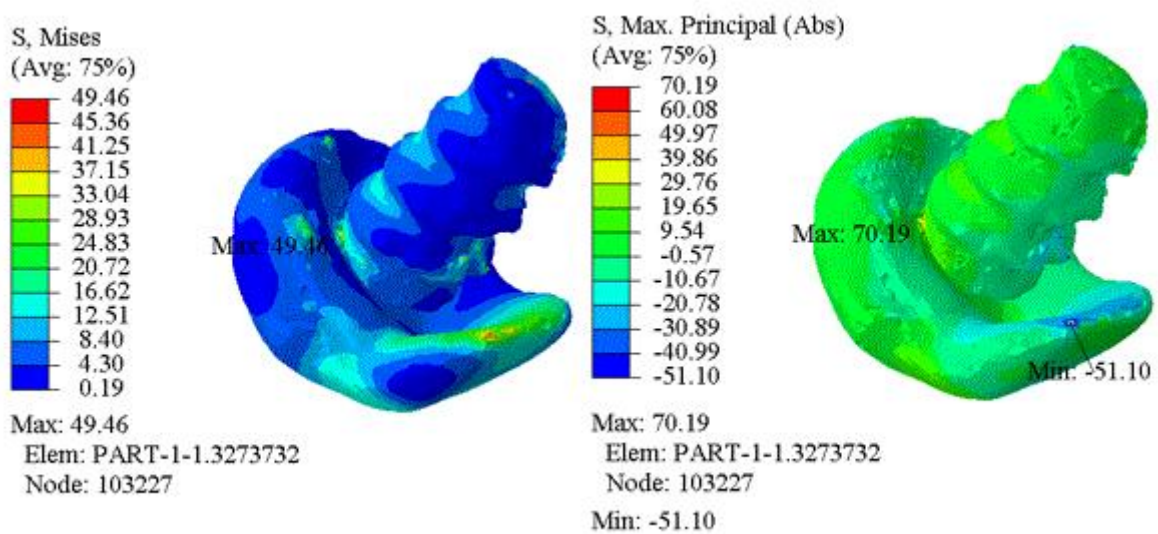 S, Mises
(Avg: 75%)
49.46
45.36
41.25
37.15
33.04
28.93
24.83
20.72
16.62
12.51
8.40
4.30
0.19
Max: 49.46
Max: 49.46
Elem: PART-1-1.3273732
Node: 103227
S, Max. Principal (Abs)
(Avg: 75%)
70.19
60.08
49.97
39.86
29.76
19.65
9.54
-0.57
-10.67
-20.78
-30.89
-40.99
-51.10
Max: 70.19
Min: -51.10
Max: 70.19
Elem: PART-1-1.3273732
Node: 103227
Min: -51.10